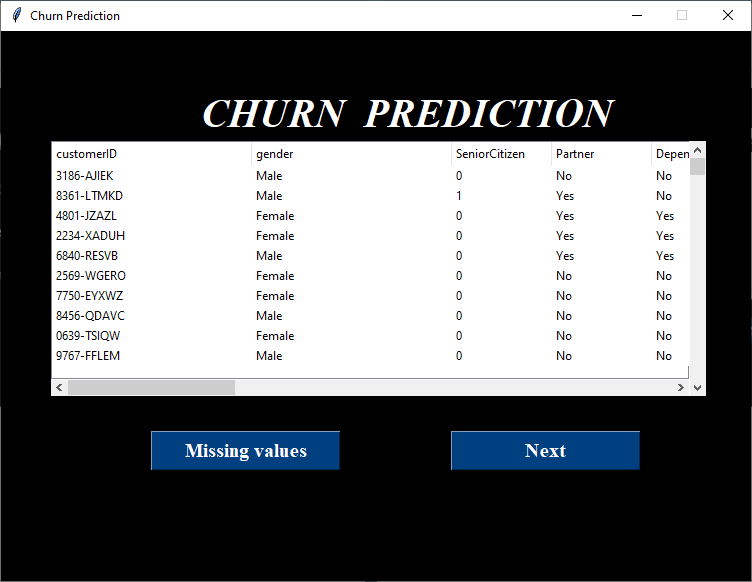 Churn Prediction
CHURN PREDICTION
customerID gender SeniorCitizen Partner Depen
3186-AJIEK Male 0 No No
8361-LTMKD Male 1 Yes No
4801-JZAZL Female 0 Yes Yes
2234-XADUH Female 0 Yes Yes
6840-RESVB Male 0 Yes Yes
2569-WGERO Female 0 No No
7750-EYXWZ Female 0 No No
8456-QDAVC Male 0 No No
0639-TSIQW Female 0 No No
9767-FFLEM Male 0 No No
Missing values Next